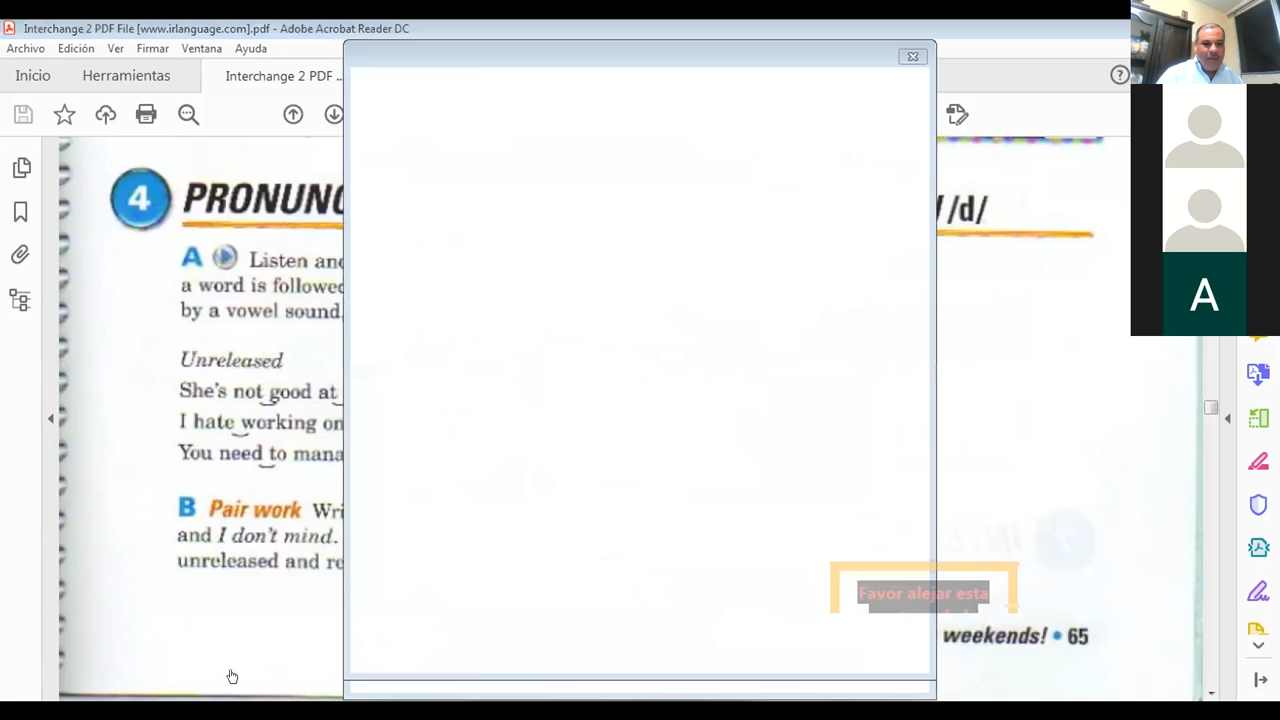 Interchange 2 PDF File [www.irlanguage.com].pdf - Adobe Acrobat Reader DC
Archivo Edición Ver Firmar Ventana Ayuda
Inicio Herramientas Interchange 2 PDF ...
4 /d/
A Listen and
a word is followed
by a vowel sound.
Unreleased
She's not good at
I hate working on
You need to mana
B Pair work Wri
and I don't mind.
unreleased and re
Favor alejar esta
weekends! • 65
A